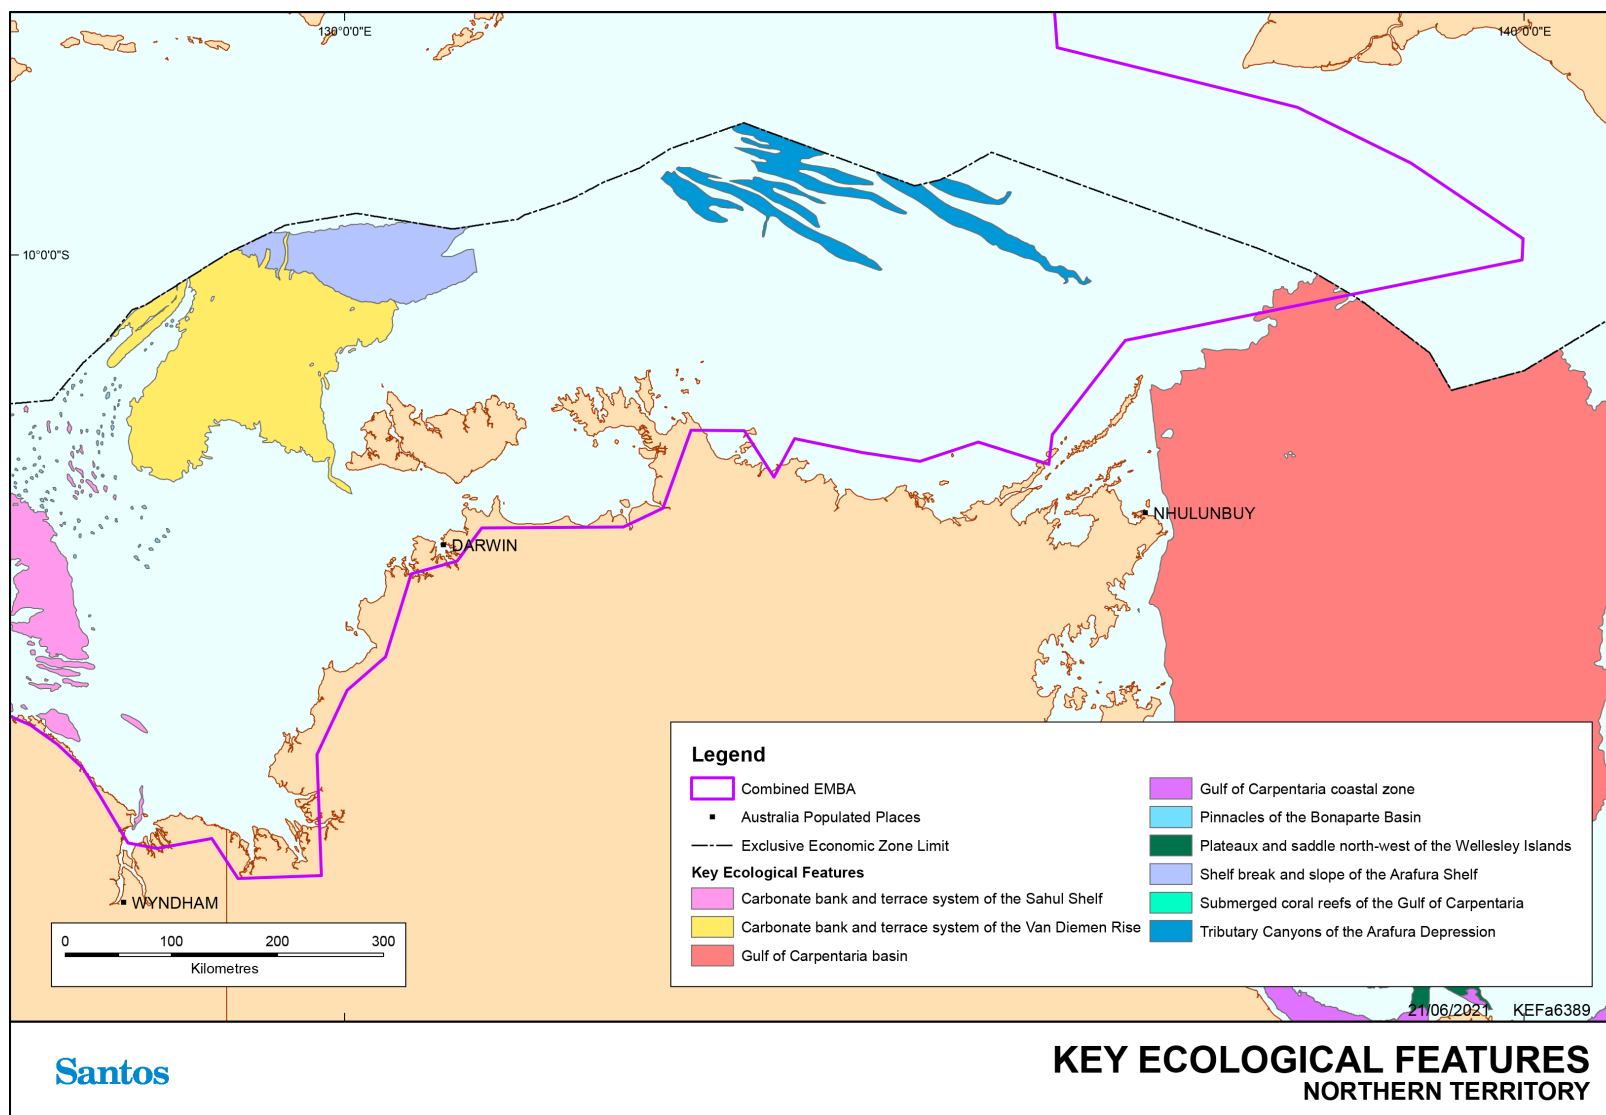 130°0'0"E
140°0'0"E
10°0'0"S
DARWIN
NHULUNBUY
WYNDHAM
0 100 200 300
Kilometres
Legend
Combined EMBA
Australia Populated Places
Exclusive Economic Zone Limit
Key Ecological Features
Carbonate bank and terrace system of the Sahul Shelf
Carbonate bank and terrace system of the Van Diemen Rise
Gulf of Carpentaria basin
Gulf of Carpentaria coastal zone
Pinnacles of the Bonaparte Basin
Plateaux and saddle north-west of the Wellesley Islands
Shelf break and slope of the Arafura Shelf
Submerged coral reefs of the Gulf of Carpentaria
Tributary Canyons of the Arafura Depression
21/06/2021 KEFa6389
Santos
KEY ECOLOGICAL FEATURES
NORTHERN TERRITORY